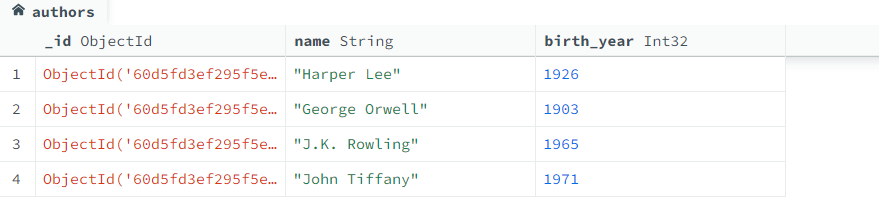 authors
_id ObjectId name String birth_year Int32
1 ObjectId('60d5fd3ef295f5e… "Harper Lee" 1926
2 ObjectId('60d5fd3ef295f5e… "George Orwell" 1903
3 ObjectId('60d5fd3ef295f5e… "J.K. Rowling" 1965
4 ObjectId('60d5fd3ef295f5e… "John Tiffany" 1971